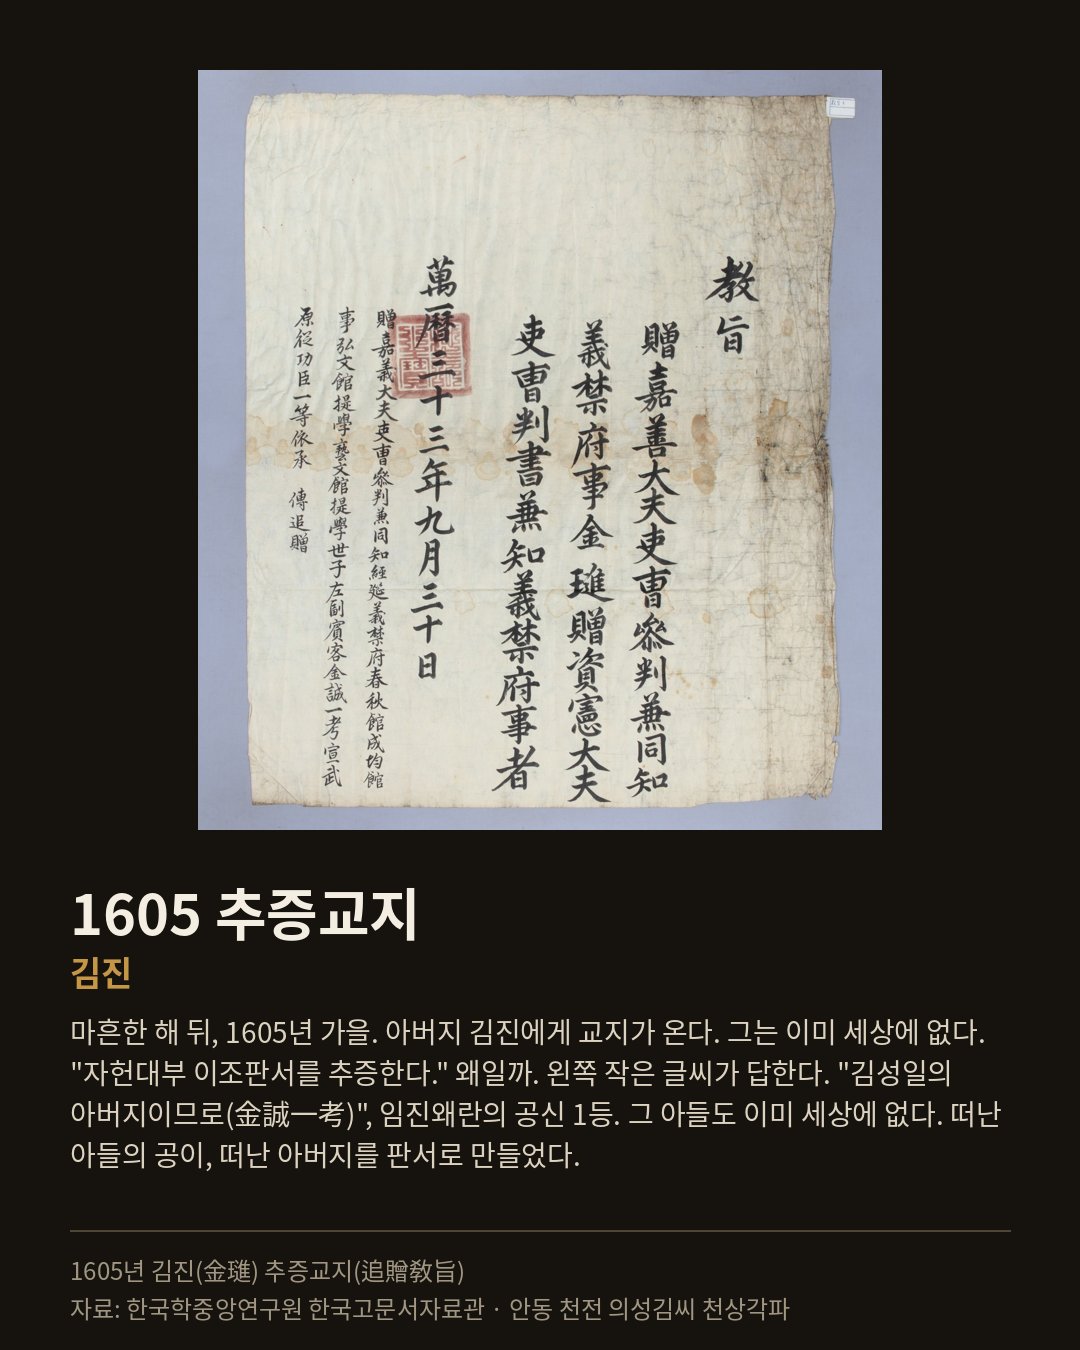 敎
旨
贈嘉善大夫吏曹參判兼同知
義禁府事金璡贈資憲大夫
吏曹判書兼知義禁府事者
萬曆三十三年九月三十日
贈嘉義大夫吏曹參判兼同知經筵義禁府春秋館成均館
事弘文館提學藝文館提學世子左副賓客金誠一考宣武
原從功臣一等依承 傳追贈
1605 추증교지
김진
마흔한 해 뒤, 1605년 가을. 아버지 김진에게 교지가 온다. 그는 이미 세상에 없다.
"자헌대부 이조판서를 추증한다." 왜일까. 왼쪽 작은 글씨가 답한다. "김성일의
아버지이므로(金誠一考)", 임진왜란의 공신 1등. 그 아들도 이미 세상에 없다. 떠난
아들의 공이, 떠난 아버지를 판서로 만들었다.
1605년 김진(金璡) 추증교지(追贈敎旨)
자료: 한국학중앙연구원 한국고문서자료관 · 안동 천전 의성김씨 천상각파